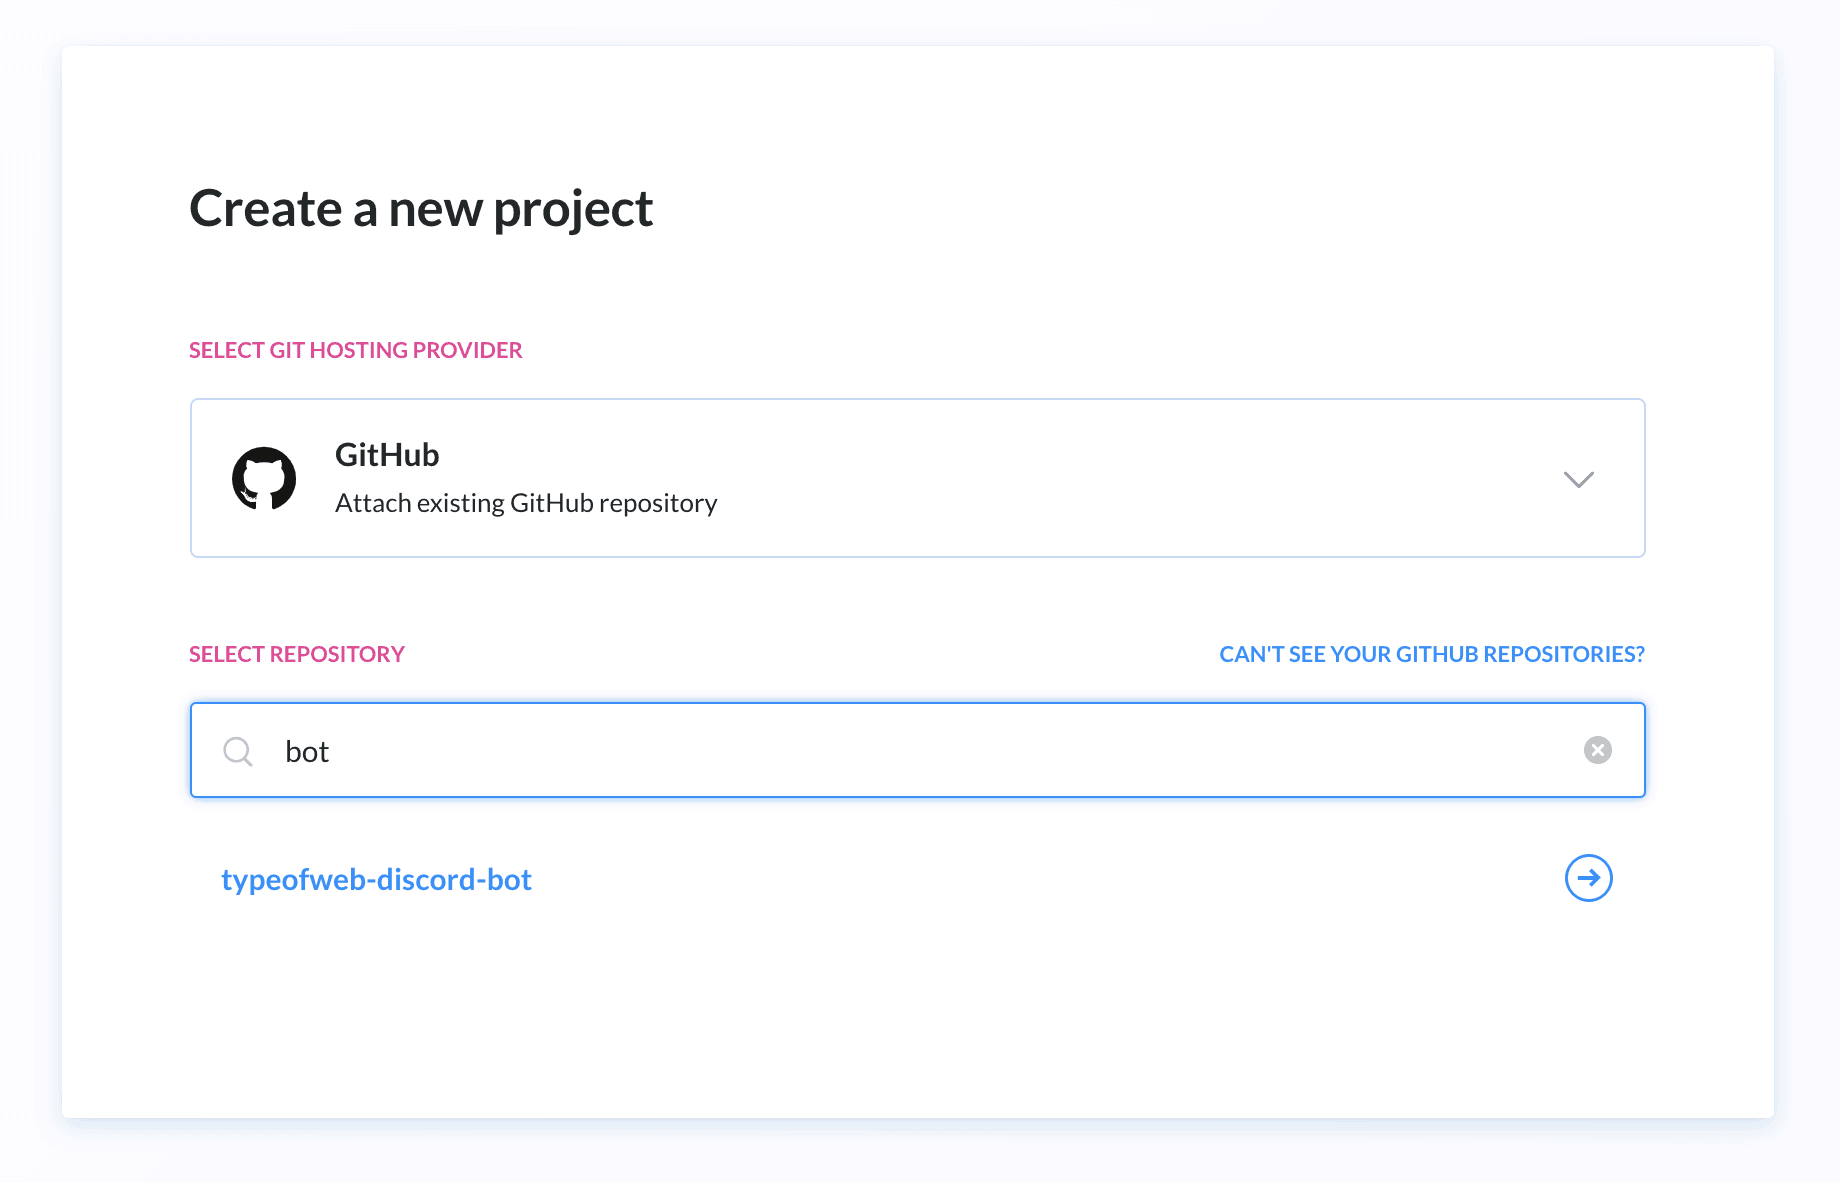 Create a new project
SELECT GIT HOSTING PROVIDER
GitHub
Attach existing GitHub repository
SELECT REPOSITORY
CAN'T SEE YOUR GITHUB REPOSITORIES?
bot
typeofweb-discord-bot